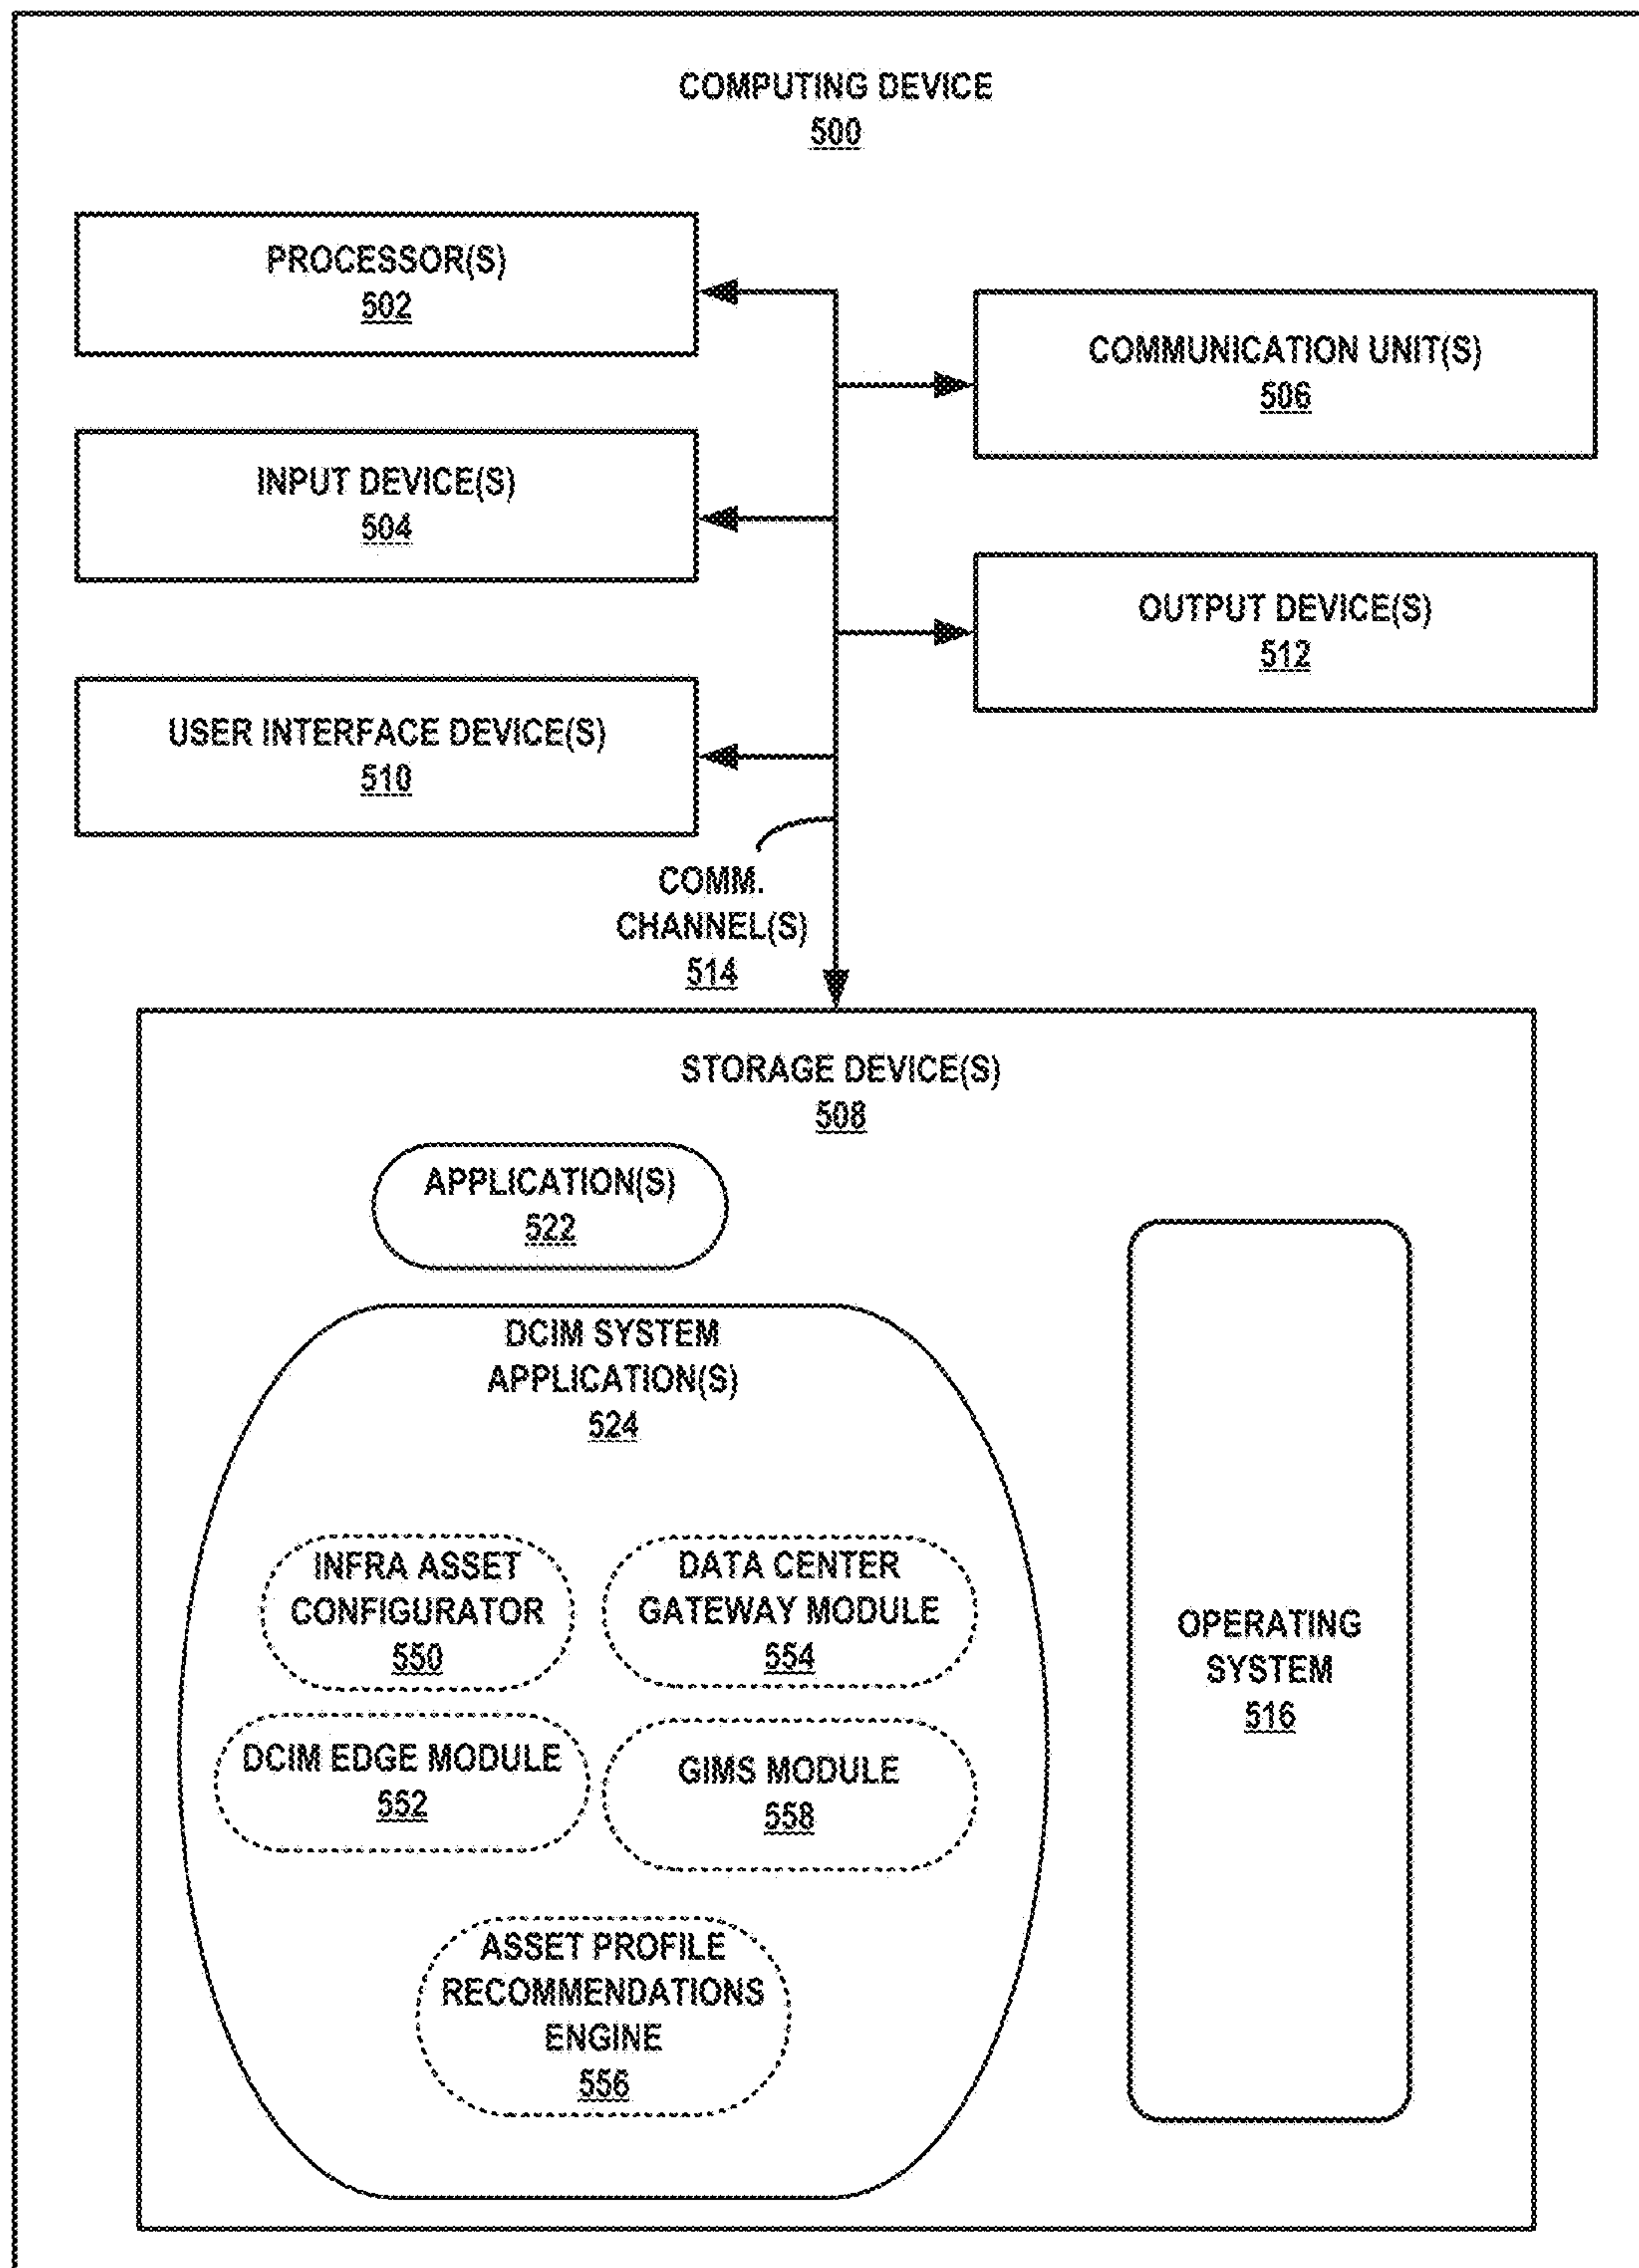 COMPUTING DEVICE
500
PROCESSOR(S)
502
COMMUNICATION UNIT(S)
506
INPUT DEVICE(S)
504
OUTPUT DEVICE(S)
512
USER INTERFACE DEVICE(S)
510
COMM.
CHANNEL(S)
514
STORAGE DEVICE(S)
508
APPLICATION(S)
522
DCIM SYSTEM
APPLICATION(S)
524
INFRA ASSET
CONFIGURATOR
550
DATA CENTER
GATEWAY MODULE
554
DCIM EDGE MODULE
552
GIMS MODULE
558
ASSET PROFILE
RECOMMENDATIONS
ENGINE
556
OPERATING
SYSTEM
516